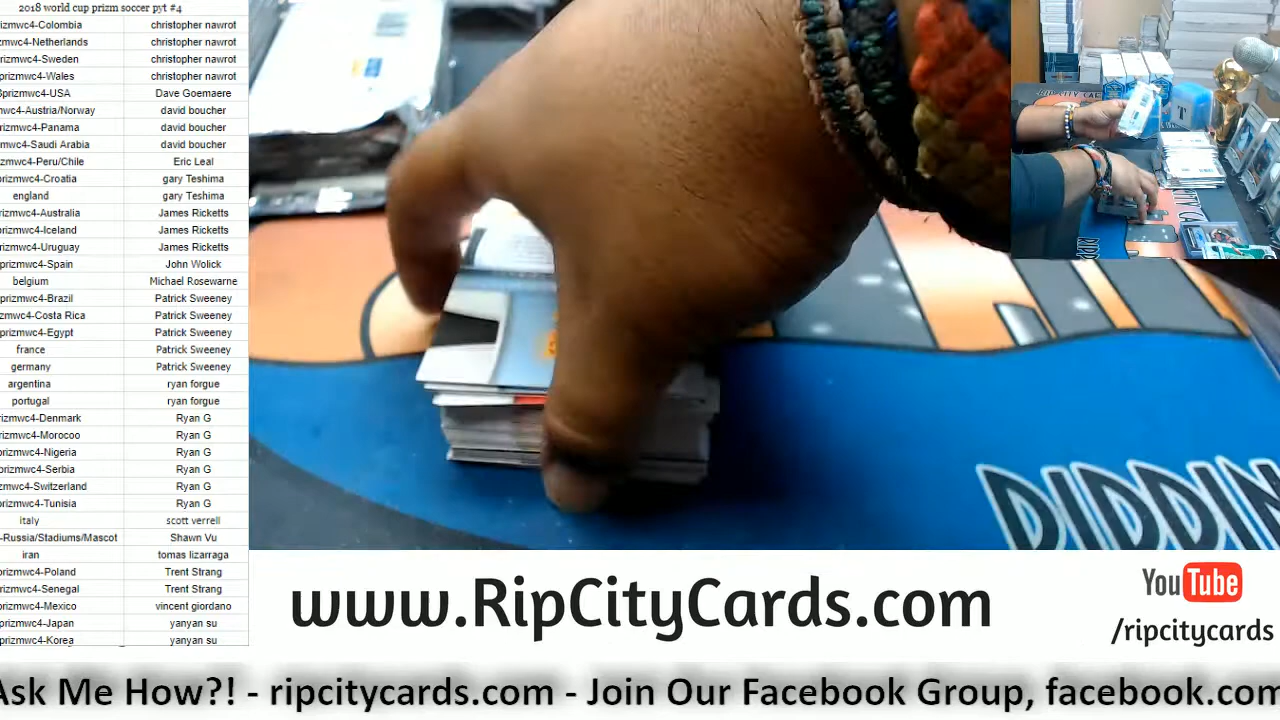 2018 world cup prizm soccer pyt #4
izmwc4-Colombia christopher nawrot
zmwc4-Netherlands christopher nawrot
prizmwc4-Sweden christopher nawrot
prizmwc4-Wales christopher nawrot
prizmwc4-USA Dave Goemaere
nwc4-Austria/Norway david boucher
rizmwc4-Panama david boucher
nwc4-Saudi Arabia david boucher
zmwc4-Peru/Chile Eric Leal
prizmwc4-Croatia gary Teshima
england gary Teshima
rizmwc4-Australia James Ricketts
prizmwc4-Iceland James Ricketts
rizmwc4-Uruguay James Ricketts
prizmwc4-Spain John Wolick
belgium Michael Rosewarne
prizmwc4-Brazil Patrick Sweeney
zmwc4-Costa Rica Patrick Sweeney
prizmwc4-Egypt Patrick Sweeney
france Patrick Sweeney
germany Patrick Sweeney
argentina ryan forgue
portugal ryan forgue
rizmwc4-Denmark Ryan G
rizmwc4-Morocoo Ryan G
prizmwc4-Nigeria Ryan G
prizmwc4-Serbia Ryan G
zmwc4-Switzerland Ryan G
prizmwc4-Tunisia Ryan G
italy scott verrell
-Russia/Stadiums/Mascot Shawn Vu
iran tomas lizarraga
prizmwc4-Poland Trent Strang
rizmwc4-Senegal Trent Strang
prizmwc4-Mexico vincent giordano
prizmwc4-Japan yanyan su
prizmwc4-Korea yanyan su
RIPPIN
www.RipCityCards.com
YouTube
/ripcitycards
Ask Me How?! - ripcitycards.com - Join Our Facebook Group, facebook.com